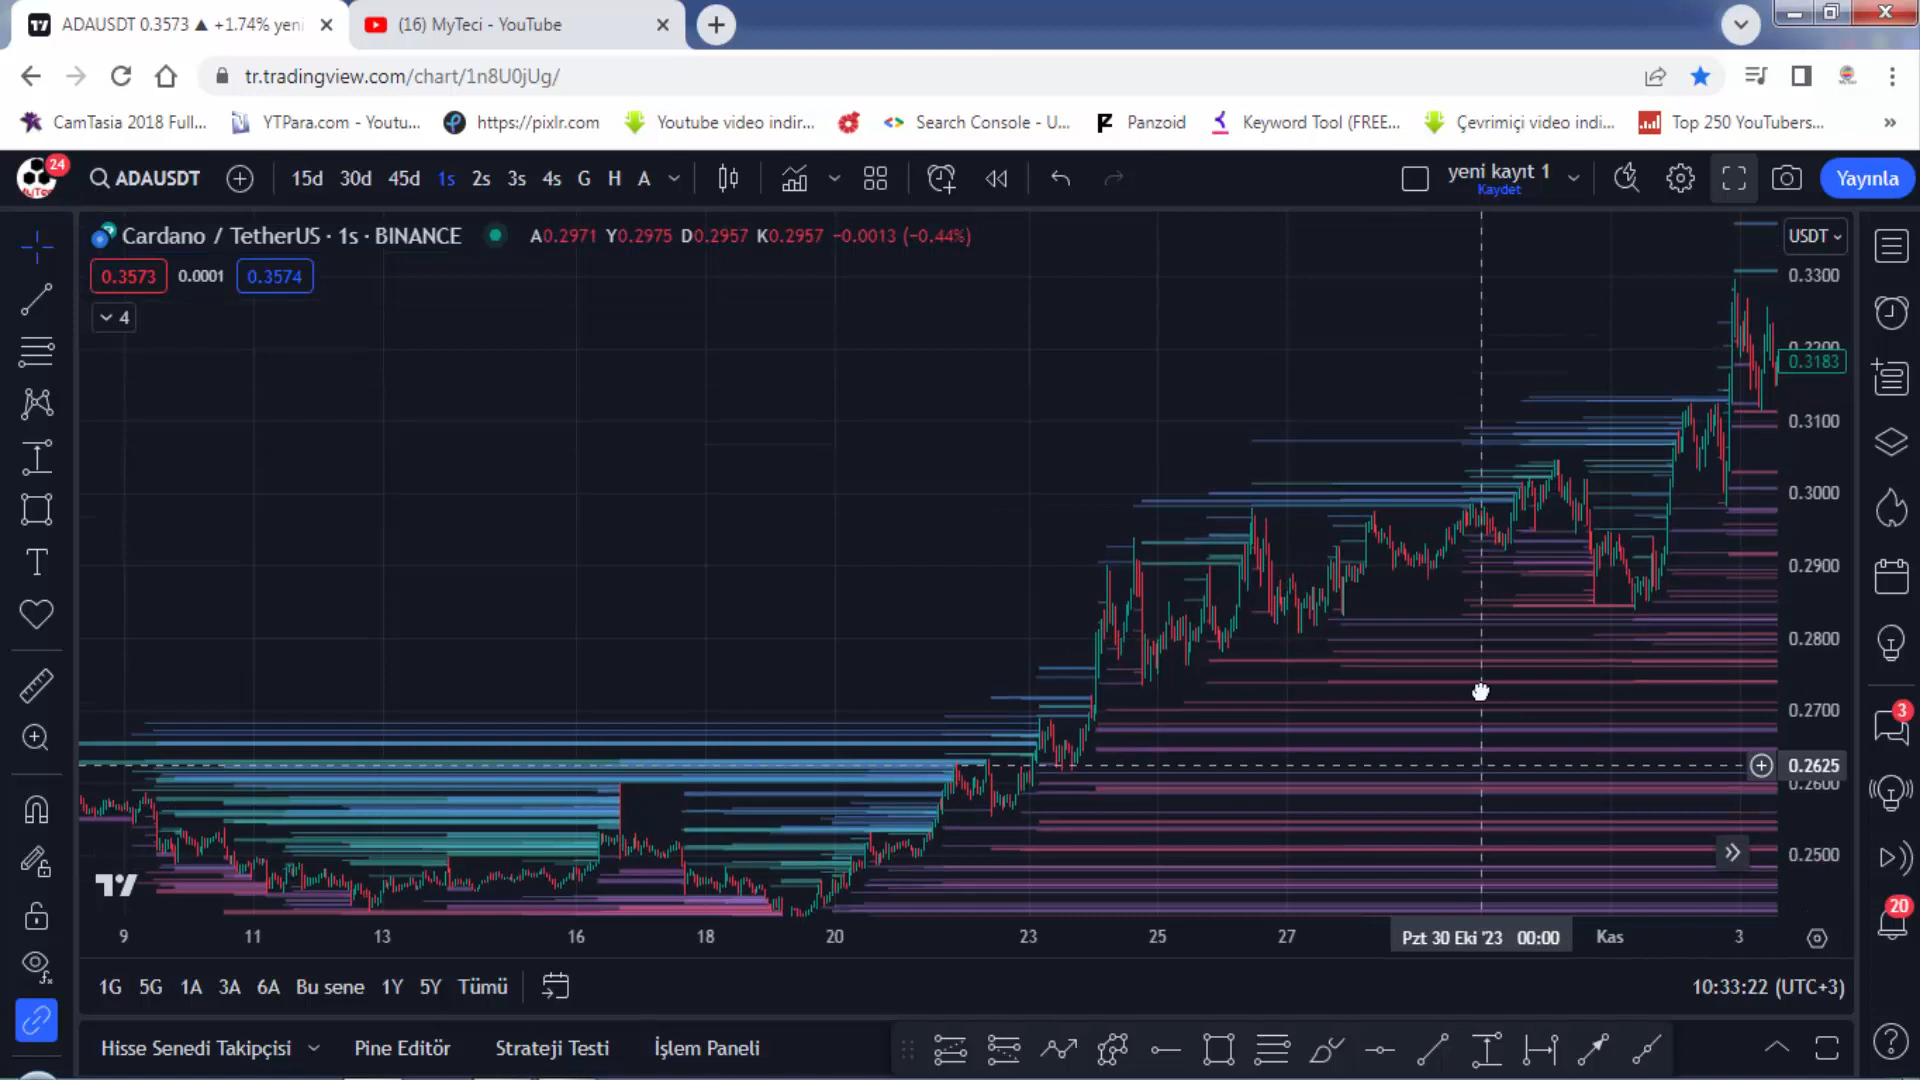 ADAUSDT 0.3573 ▲ +1.74% yeni
(16) MyTeci - YouTube
tr.tradingview.com/chart/1n8U0jUg/
CamTasia 2018 Full...
YTPara.com - Youtu...
https://pixlr.com
Youtube video indir...
Search Console - U...
Panzoid
Keyword Tool (FREE...
Çevrimiçi video indi...
Top 250 YouTubers...
»
24
ADAUSDT
15d 30d 45d 1s 2s 3s 4s G H A
yeni kayıt 1
Kaydet
Yayınla
Cardano / TetherUS · 1s · BINANCE
A0.2971 Y0.2975 D0.2957 K0.2957 −0.0013 (−0.44%)
USDT
0.3573 0.0001 0.3574
4
0.3300
0.3200
0.3183
0.3100
0.3000
0.2900
0.2800
0.2700
0.2625
0.2600
0.2500
3
20
9 11 13 16 18 20 23 25 27 Pzt 30 Eki '23 00:00 Kas 3
1G 5G 1A 3A 6A Bu sene 1Y 5Y Tümü
10:33:22 (UTC+3)
Hisse Senedi Takipçisi
Pine Editör
Strateji Testi
İşlem Paneli